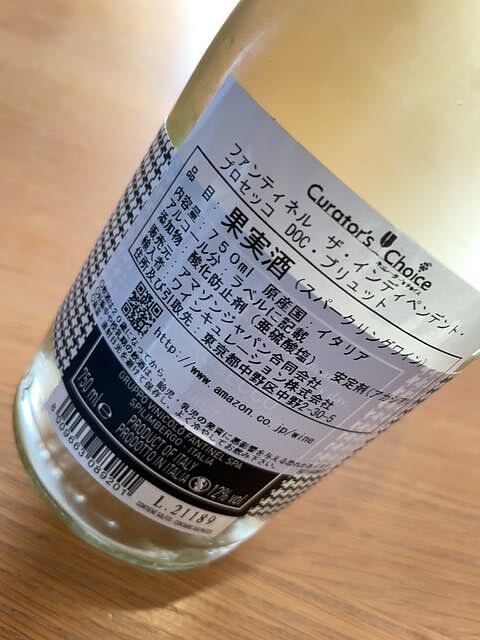 Curator's Choice
ファンティネル ザ・インディペンデント・
プロセッコ DOC・ブリュット
品 目：果実酒（スパークリングワイン）
内容量：750ml 原産国：イタリア
アルコール分：ラベルに記載
添加物：酸化防止剤（亜硫酸塩）、安定剤
販売元：アマゾンジャパン合同会社
輸入者：ワインキュレーション株式会社
住所及び引取先：東京都中野区中野2-30-5
http://www.amazon.co.jp/wine
750 ml e
GRUPPO VINICOLO FANTINEL SPA
SPILIMBERGO ITALIA
PRODUCT OF ITALY
PRODOTTO IN ITALIA
12% vol
L.21189